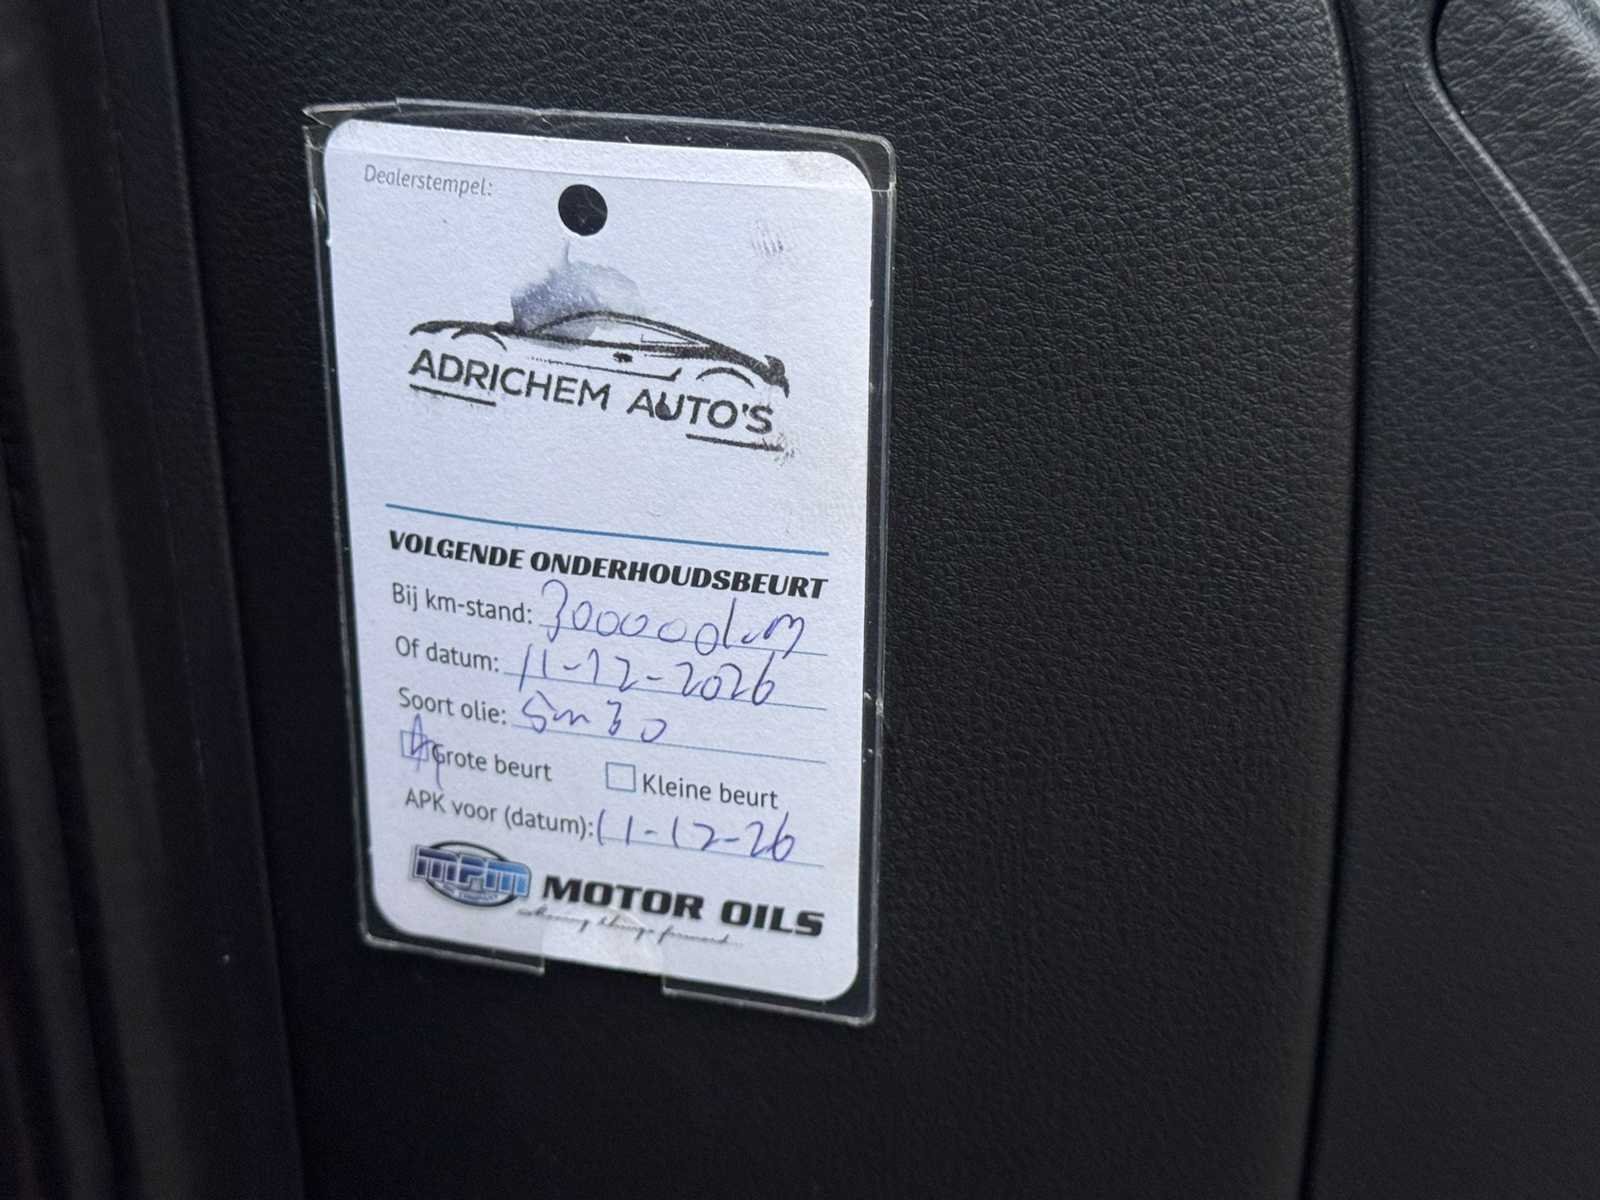 Dealerstempel:
ADRICHEM AUTO'S
VOLGENDE ONDERHOUDSBEURT
Bij km-stand:
Of datum: 11-12-2026
Soort olie: 5w30
Grote beurt
Kleine beurt
APK voor (datum): 11-12-26
MPM
MOTOR OILS